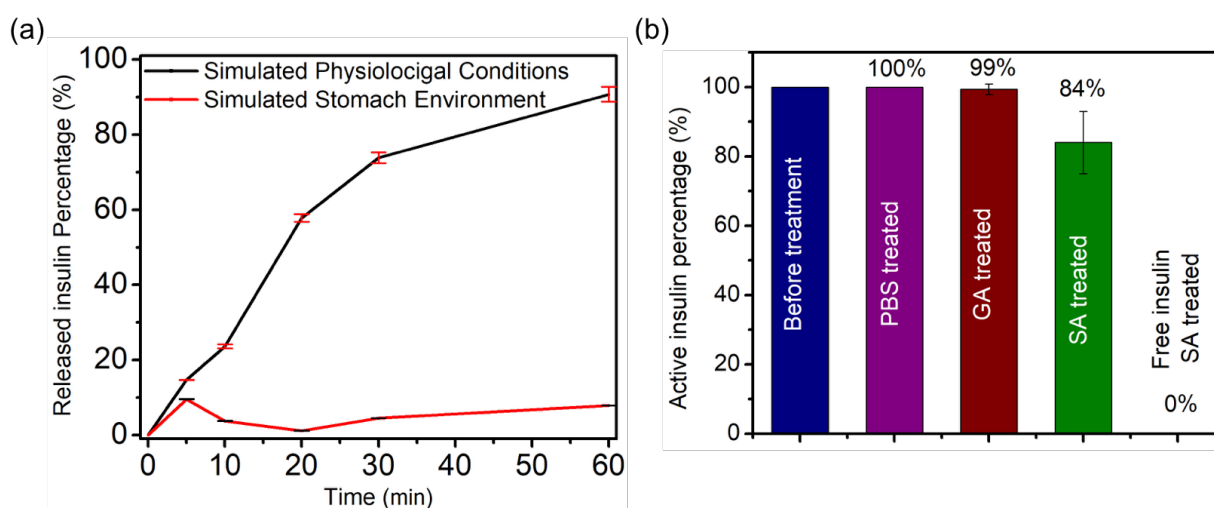 (a)
100
80
60
40
20
0
Released insulin Percentage (%)
Simulated Physiolocigal Conditions
Simulated Stomach Environment
0 10 20 30 40 50 60
Time (min)
(b)
100
80
60
40
20
0
Active insulin percentage (%)
100%
99%
84%
Before treatment
PBS treated
GA treated
SA treated
Free insulin
SA treated
0%